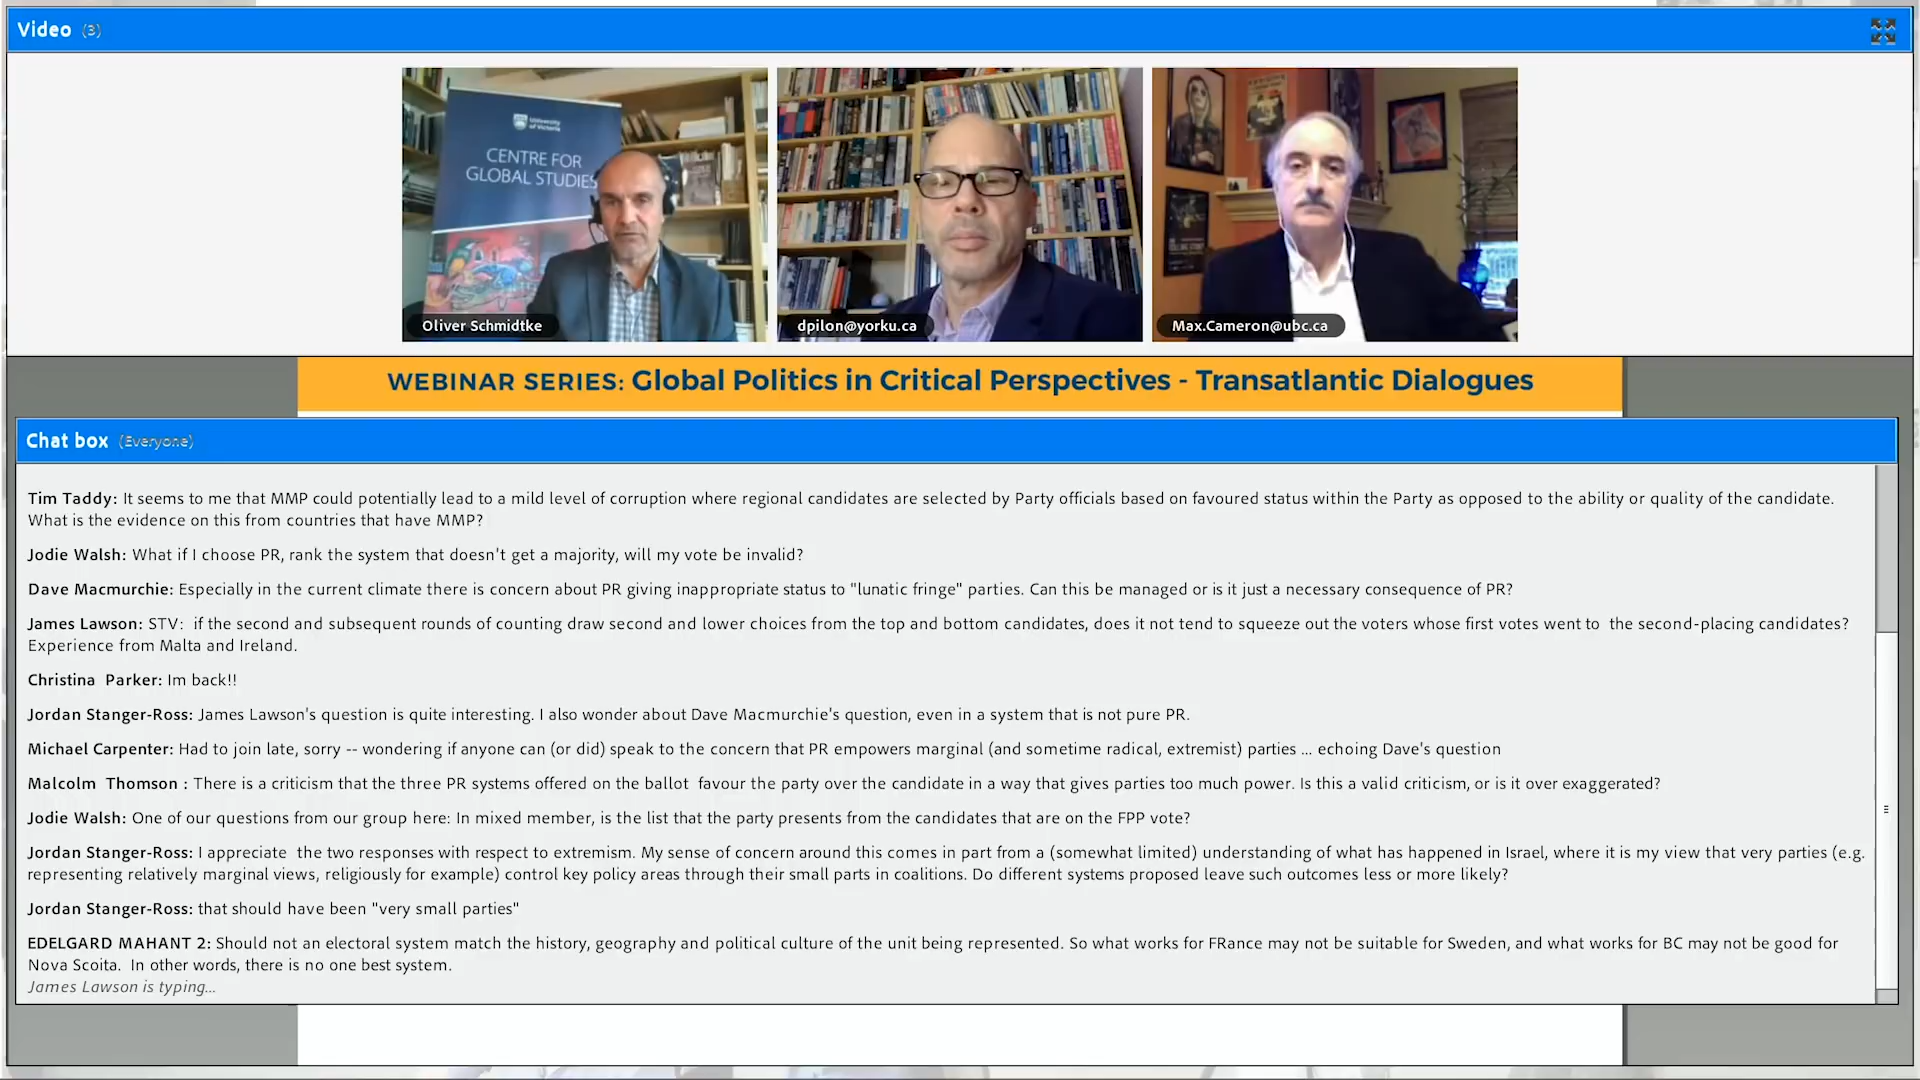 Video (3)
University
of Victoria
CENTRE FOR
GLOBAL STUDIES
Oliver Schmidtke
dpilon@yorku.ca
Max.Cameron@ubc.ca
WEBINAR SERIES: Global Politics in Critical Perspectives - Transatlantic Dialogues
Chat box (Everyone)
Tim Taddy: It seems to me that MMP could potentially lead to a mild level of corruption where regional candidates are selected by Party officials based on favoured status within the Party as opposed to the ability or quality of the candidate.
What is the evidence on this from countries that have MMP?
Jodie Walsh: What if I choose PR, rank the system that doesn't get a majority, will my vote be invalid?
Dave Macmurchie: Especially in the current climate there is concern about PR giving inappropriate status to "lunatic fringe" parties. Can this be managed or is it just a necessary consequence of PR?
James Lawson: STV:  if the second and subsequent rounds of counting draw second and lower choices from the top and bottom candidates, does it not tend to squeeze out the voters whose first votes went to  the second-placing candidates?
Experience from Malta and Ireland.
Christina  Parker: Im back!!
Jordan Stanger-Ross: James Lawson's question is quite interesting. I also wonder about Dave Macmurchie's question, even in a system that is not pure PR.
Michael Carpenter: Had to join late, sorry -- wondering if anyone can (or did) speak to the concern that PR empowers marginal (and sometime radical, extremist) parties ... echoing Dave's question
Malcolm  Thomson : There is a criticism that the three PR systems offered on the ballot  favour the party over the candidate in a way that gives parties too much power. Is this a valid criticism, or is it over exaggerated?
Jodie Walsh: One of our questions from our group here: In mixed member, is the list that the party presents from the candidates that are on the FPP vote?
Jordan Stanger-Ross: I appreciate  the two responses with respect to extremism. My sense of concern around this comes in part from a (somewhat limited) understanding of what has happened in Israel, where it is my view that very parties (e.g.
representing relatively marginal views, religiously for example) control key policy areas through their small parts in coalitions. Do different systems proposed leave such outcomes less or more likely?
Jordan Stanger-Ross: that should have been "very small parties"
EDELGARD MAHANT 2: Should not an electoral system match the history, geography and political culture of the unit being represented. So what works for FRance may not be suitable for Sweden, and what works for BC may not be good for
Nova Scoita.  In other words, there is no one best system.
James Lawson is typing...